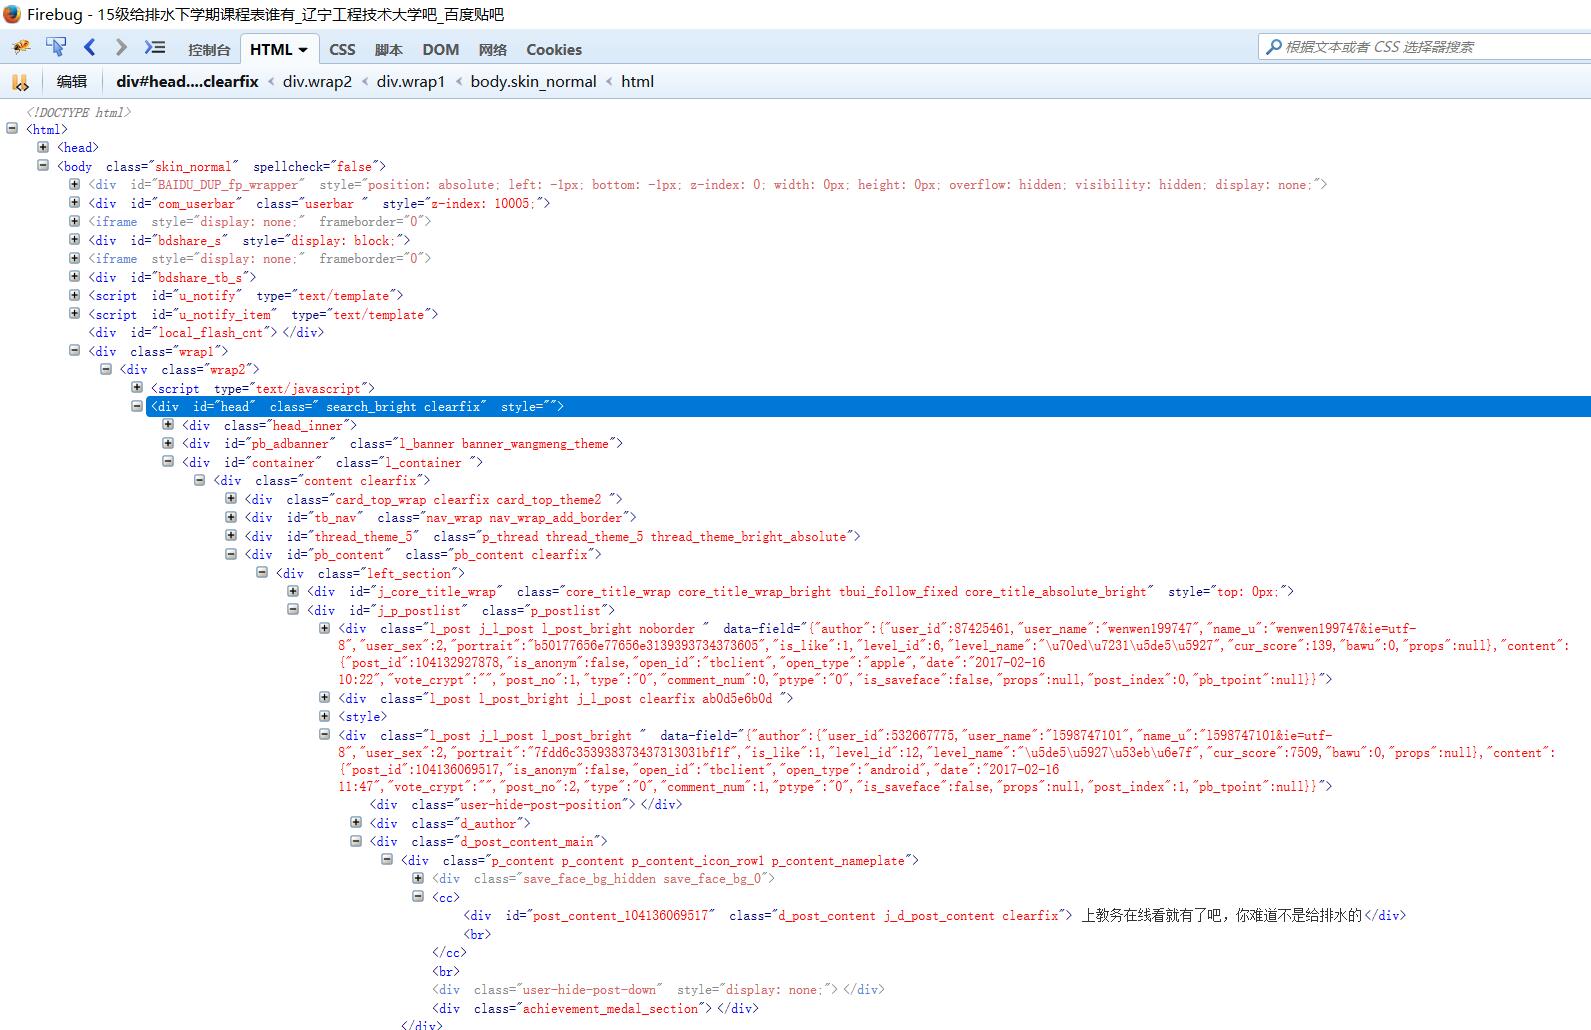 Firebug - 15级给排水下学期课程表谁有_辽宁工程技术大学吧_百度贴吧
控制台 HTML CSS 脚本 DOM 网络 Cookies 根据文本或者 CSS 选择器搜索
编辑 div#head....clearfix < div.wrap2 < div.wrap1 < body.skin_normal < html
<!DOCTYPE html>
<html>
<head>
<body class="skin_normal" spellcheck="false">
<div id="BAIDU_DUP_fp_wrapper" style="position: absolute; left: -1px; bottom: -1px; z-index: 0; width: 0px; height: 0px; overflow: hidden; visibility: hidden; display: none;">
<div id="com_userbar" class="userbar " style="z-index: 10005;">
<iframe style="display: none;" frameborder="0">
<div id="bdshare_s" style="display: block;">
<iframe style="display: none;" frameborder="0">
<div id="bdshare_tb_s">
<script id="u_notify" type="text/template">
<script id="u_notify_item" type="text/template">
<div id="local_flash_cnt"></div>
<div class="wrap1">
<div class="wrap2">
<script type="text/javascript">
<div id="head" class=" search_bright clearfix" style="">
<div class="head_inner">
<div id="pb_adbanner" class="l_banner banner_wangmeng_theme">
<div id="container" class="l_container ">
<div class="content clearfix">
<div class="card_top_wrap clearfix card_top_theme2 ">
<div id="tb_nav" class="nav_wrap nav_wrap_add_border">
<div id="thread_theme_5" class="p_thread thread_theme_5 thread_theme_bright_absolute">
<div id="pb_content" class="pb_content clearfix">
<div class="left_section">
<div id="j_core_title_wrap" class="core_title_wrap core_title_wrap_bright tbui_follow_fixed core_title_absolute_bright" style="top: 0px;">
<div id="j_p_postlist" class="p_postlist">
<div class="l_post j_l_post l_post_bright noborder " data-field="{"author":{"user_id":87425461,"user_name":"wenwen199747","name_u":"wenwen199747&ie=utf-
8","user_sex":2,"portrait":"b50177656e77656e313939373437​3605","is_like":1,"level_id":6,"level_name":"\u70ed\u7231\u5de5\u5927","cur_score":139,"bawu":0,"props":null},"content":
{"post_id":104132927878,"is_anonym":false,"open_id":"tbclient","open_type":"apple","date":"2017-02-16
10:22","vote_crypt":"","post_no":1,"type":"0","comment_num":0,"ptype":"0","is_saveface":false,"props":null,"post_index":0,"pb_tpoint":null}}">
<div class="l_post l_post_bright j_l_post clearfix ab0d5e6b0d ">
<style>
<div class="l_post j_l_post l_post_bright " data-field="{"author":{"user_id":532667775,"user_name":"l598747101","name_u":"l598747101&ie=utf-
8","user_sex":2,"portrait":"7fdd6c353938373437313031bf1f","is_like":1,"level_id":12,"level_name":"\u5de5\u5927\u53eb\u6e7f","cur_score":7509,"bawu":0,"props":null},"content":
{"post_id":104136069517,"is_anonym":false,"open_id":"tbclient","open_type":"android","date":"2017-02-16
11:47","vote_crypt":"","post_no":2,"type":"0","comment_num":1,"ptype":"0","is_saveface":false,"props":null,"post_index":1,"pb_tpoint":null}}">
<div class="user-hide-post-position"></div>
<div class="d_author">
<div class="d_post_content_main">
<div class="p_content p_content p_content_icon_row1 p_content_nameplate">
<div class="save_face_bg_hidden save_face_bg_0">
<cc>
<div id="post_content_104136069517" class="d_post_content j_d_post_content clearfix"> 上教务在线看就有了吧，你难道不是给排水的</div>
<br>
</cc>
<br>
<div class="user-hide-post-down" style="display: none;"></div>
<div class="achievement_medal_section"></div>
</div>